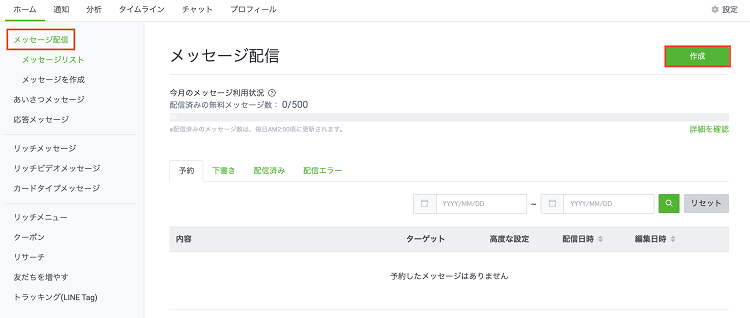 ホーム 通知 分析 タイムライン チャット プロフィール 設定
メッセージ配信
メッセージリスト
メッセージを作成
あいさつメッセージ
応答メッセージ
リッチメッセージ
リッチビデオメッセージ
カードタイプメッセージ
リッチメニュー
クーポン
リサーチ
友だちを増やす
トラッキング(LINE Tag)
メッセージ配信 作成
今月のメッセージ利用状況 ?
配信済みの無料メッセージ数： 0/500
※配信済みのメッセージ数は、毎日AM2:00頃に更新されます。 詳細を確認
予約 下書き 配信済み 配信エラー
YYYY/MM/DD ~ YYYY/MM/DD リセット
内容 ターゲット 高度な設定 配信日時 編集日時
予約したメッセージはありません